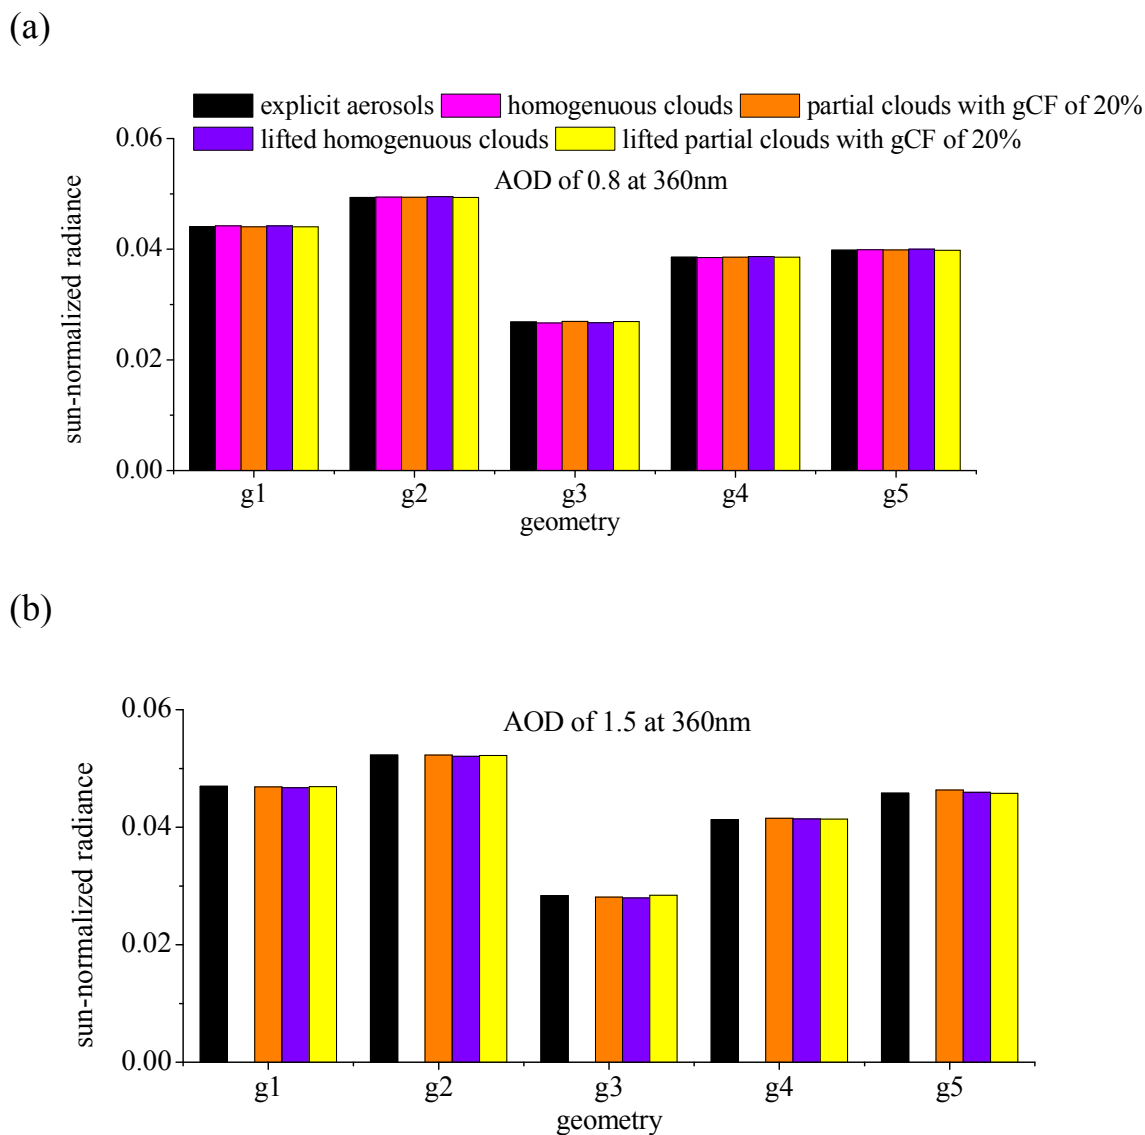 (a)
explicit aerosols homogenuous clouds partial clouds with gCF of 20%
lifted homogenuous clouds lifted partial clouds with gCF of 20%
AOD of 0.8 at 360nm
sun-normalized radiance
0.06
0.04
0.02
0.00
g1 g2 g3 g4 g5
geometry
(b)
AOD of 1.5 at 360nm
sun-normalized radiance
0.06
0.04
0.02
0.00
g1 g2 g3 g4 g5
geometry